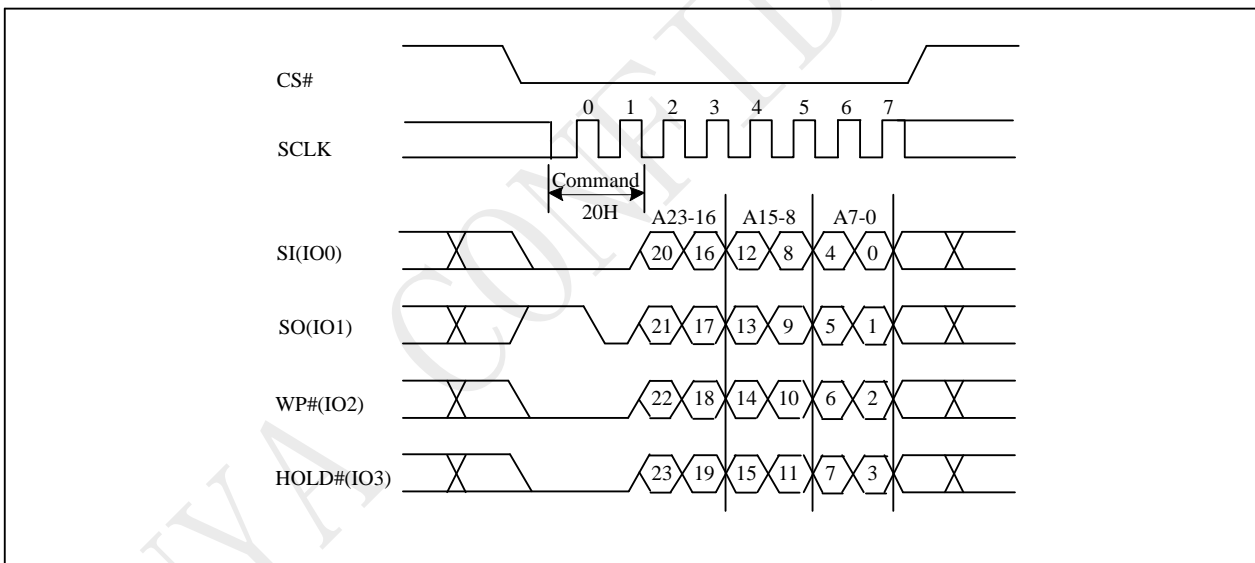 CS#
0 1 2 3 4 5 6 7
SCLK
Command
20H
A23-16 A15-8 A7-0
SI(IO0) 20 16 12 8 4 0
SO(IO1) 21 17 13 9 5 1
WP#(IO2) 22 18 14 10 6 2
HOLD#(IO3) 23 19 15 11 7 3